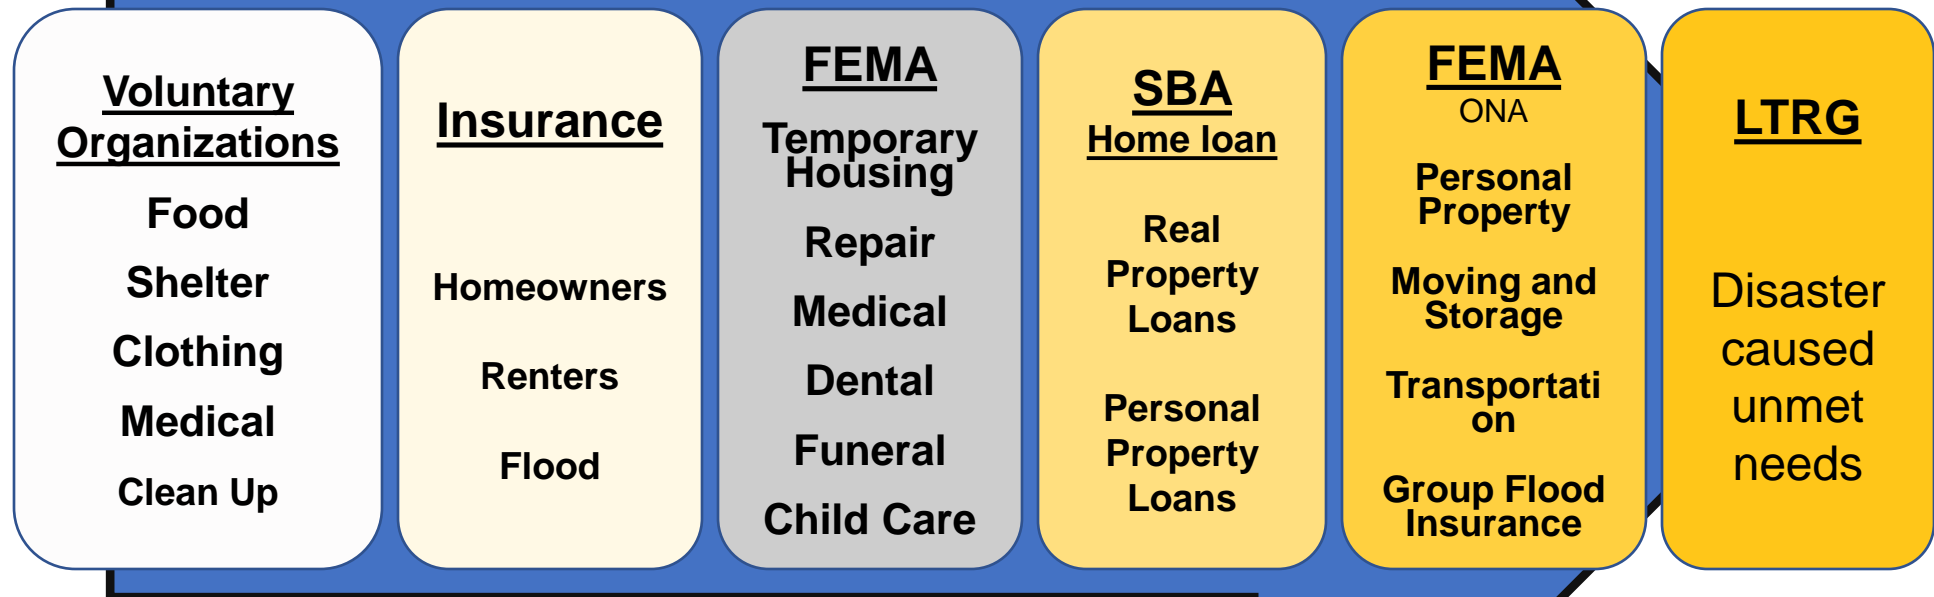 Voluntary
Organizations
Food
Shelter
Clothing
Medical
Clean Up
Insurance
Homeowners
Renters
Flood
FEMA
Temporary
Housing
Repair
Medical
Dental
Funeral
Child Care
SBA
Home loan
Real
Property
Loans
Personal
Property
Loans
FEMA
ONA
Personal
Property
Moving and
Storage
Transportati
on
Group Flood
Insurance
LTRG
Disaster
caused
unmet
needs